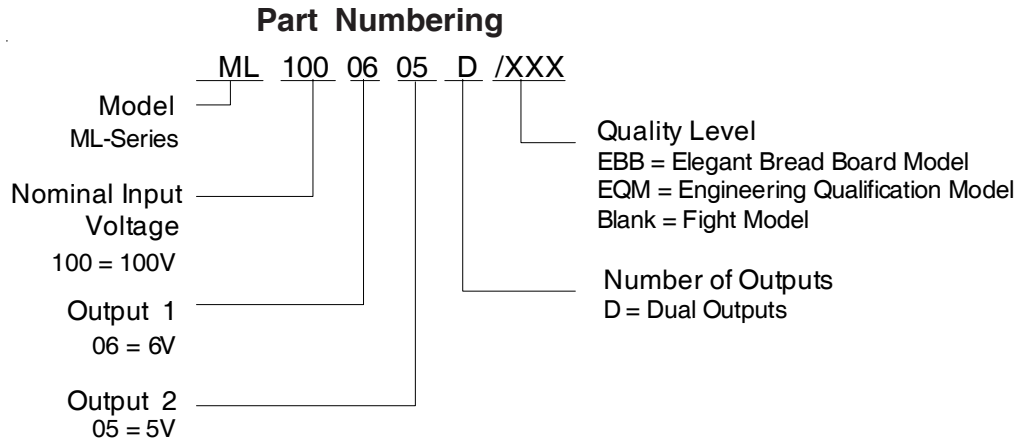 Part Numbering
ML 100 06 05 D /XXX
Model
ML-Series
Nominal Input
Voltage
100 = 100V
Output 1
06 = 6V
Output 2
05 = 5V
Quality Level
EBB = Elegant Bread Board Model
EQM = Engineering Qualification Model
Blank = Fight Model
Number of Outputs
D = Dual Outputs